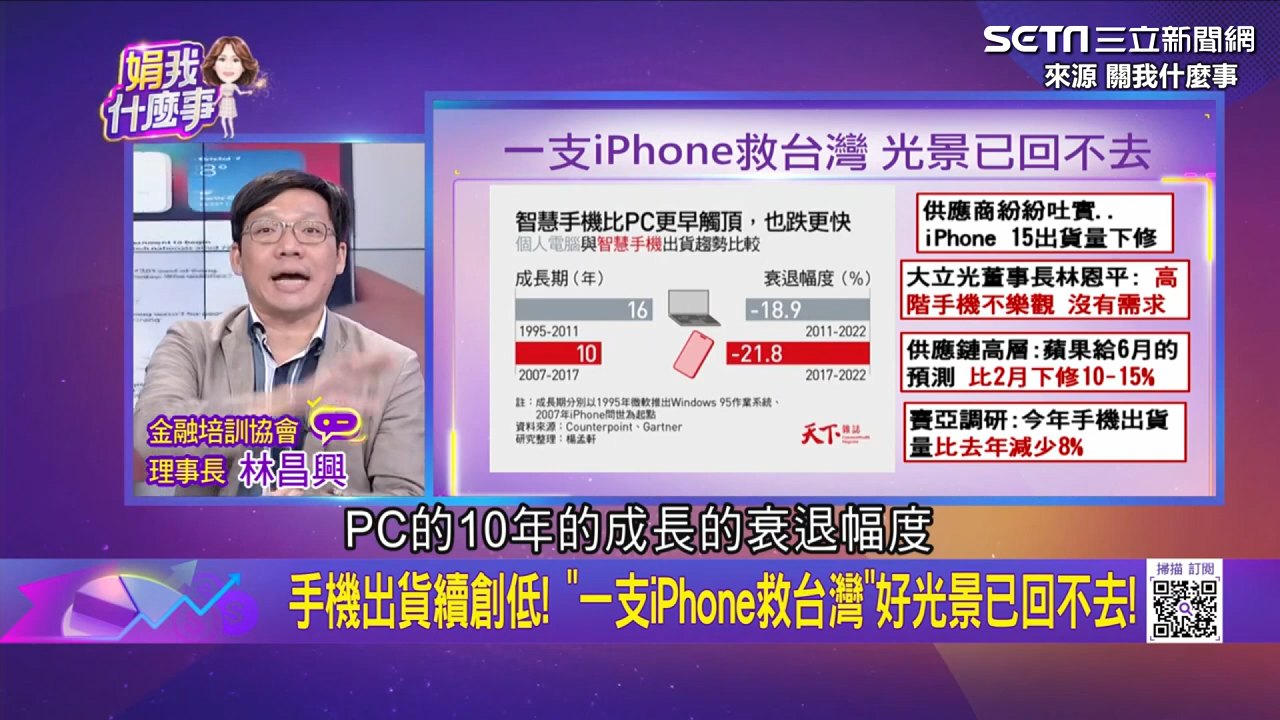 SETN三立新聞網
來源 關我什麼事
娟我
什麼事
一支iPhone救台灣 光景已回不去
智慧手機比PC更早觸頂，也跌更快
個人電腦與智慧手機出貨趨勢比較
成長期（年）
衰退幅度（%）
16
-18.9
1995-2011
2011-2022
10
-21.8
2007-2017
2017-2022
註：成長期分別以1995年微軟推出Windows 95作業系統、
2007年iPhone問世為起點
資料來源：Counterpoint、Gartner
研究整理：楊孟軒
天下雜誌
供應商紛紛吐實..
iPhone 15出貨量下修
大立光董事長林恩平: 高
階手機不樂觀 沒有需求
供應鏈高層:蘋果給6月的
預測 比2月下修10-15%
賽亞調研:今年手機出貨
量比去年減少8%
金融培訓協會
理事長 林昌興
PC的10年的成長的衰退幅度
手機出貨續創低! "一支iPhone救台灣"好光景已回不去!
掃描 訂閱